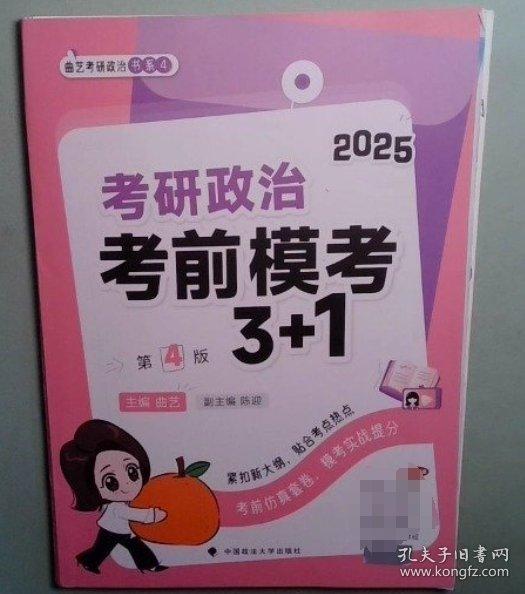 曲艺考研政治 书系4
2025
考研政治
考前模考
3+1
第4版
主编 曲艺 副主编 陈迎
紧扣新大纲，贴合考点热点
考前仿真套卷，模考实战提分
中国政法大学出版社
孔夫子旧书网
www.kongfz.com